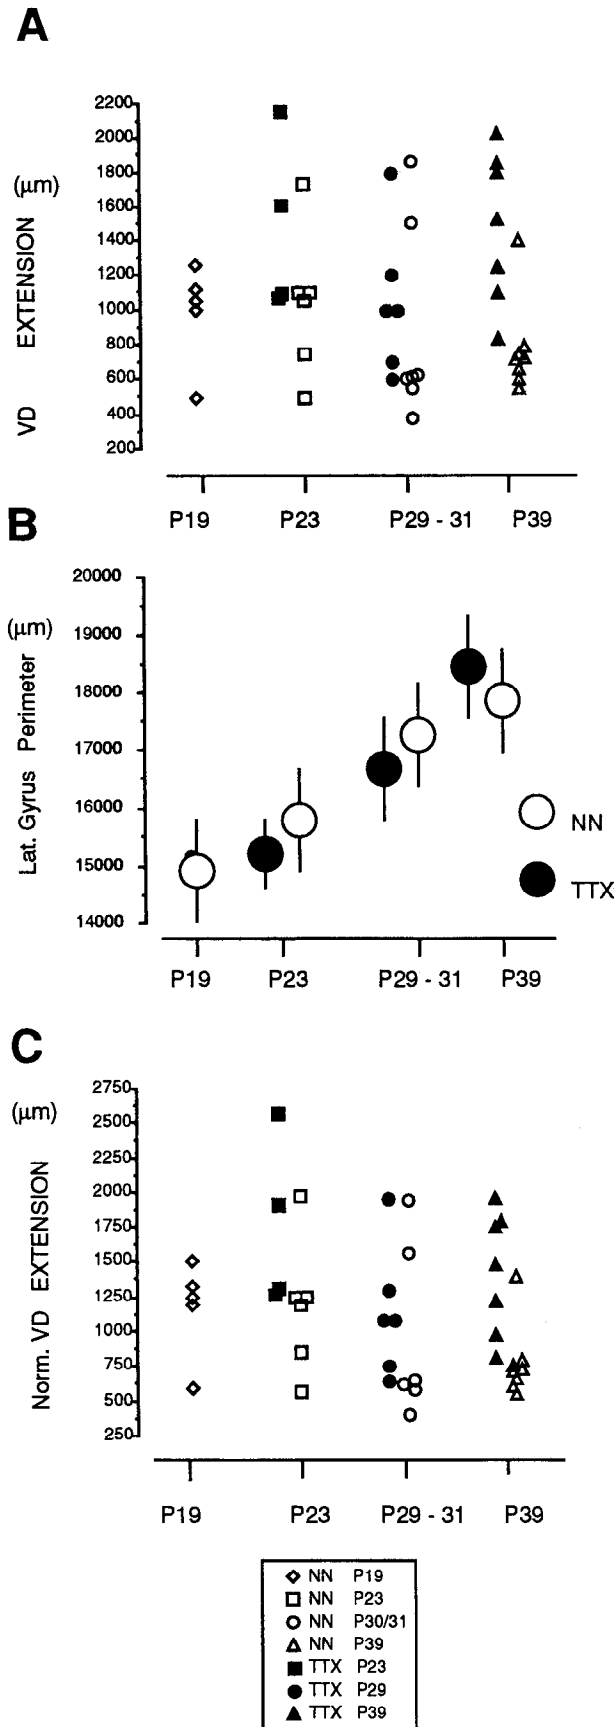 A
2200
2000
1800
(μm)
1600
1400
1200
1000
800
600
400
200
VD EXTENSION
P19 P23 P29 - 31 P39
B
20000
(μm)
19000
18000
17000
16000
15000
14000
Lat. Gyrus Perimeter
NN
TTX
P19 P23 P29 - 31 P39
C
2750
(μm)
2500
2250
2000
1750
1500
1250
1000
750
500
250
Norm. VD EXTENSION
P19 P23 P29 - 31 P39
NN P19
NN P23
NN P30/31
NN P39
TTX P23
TTX P29
TTX P39